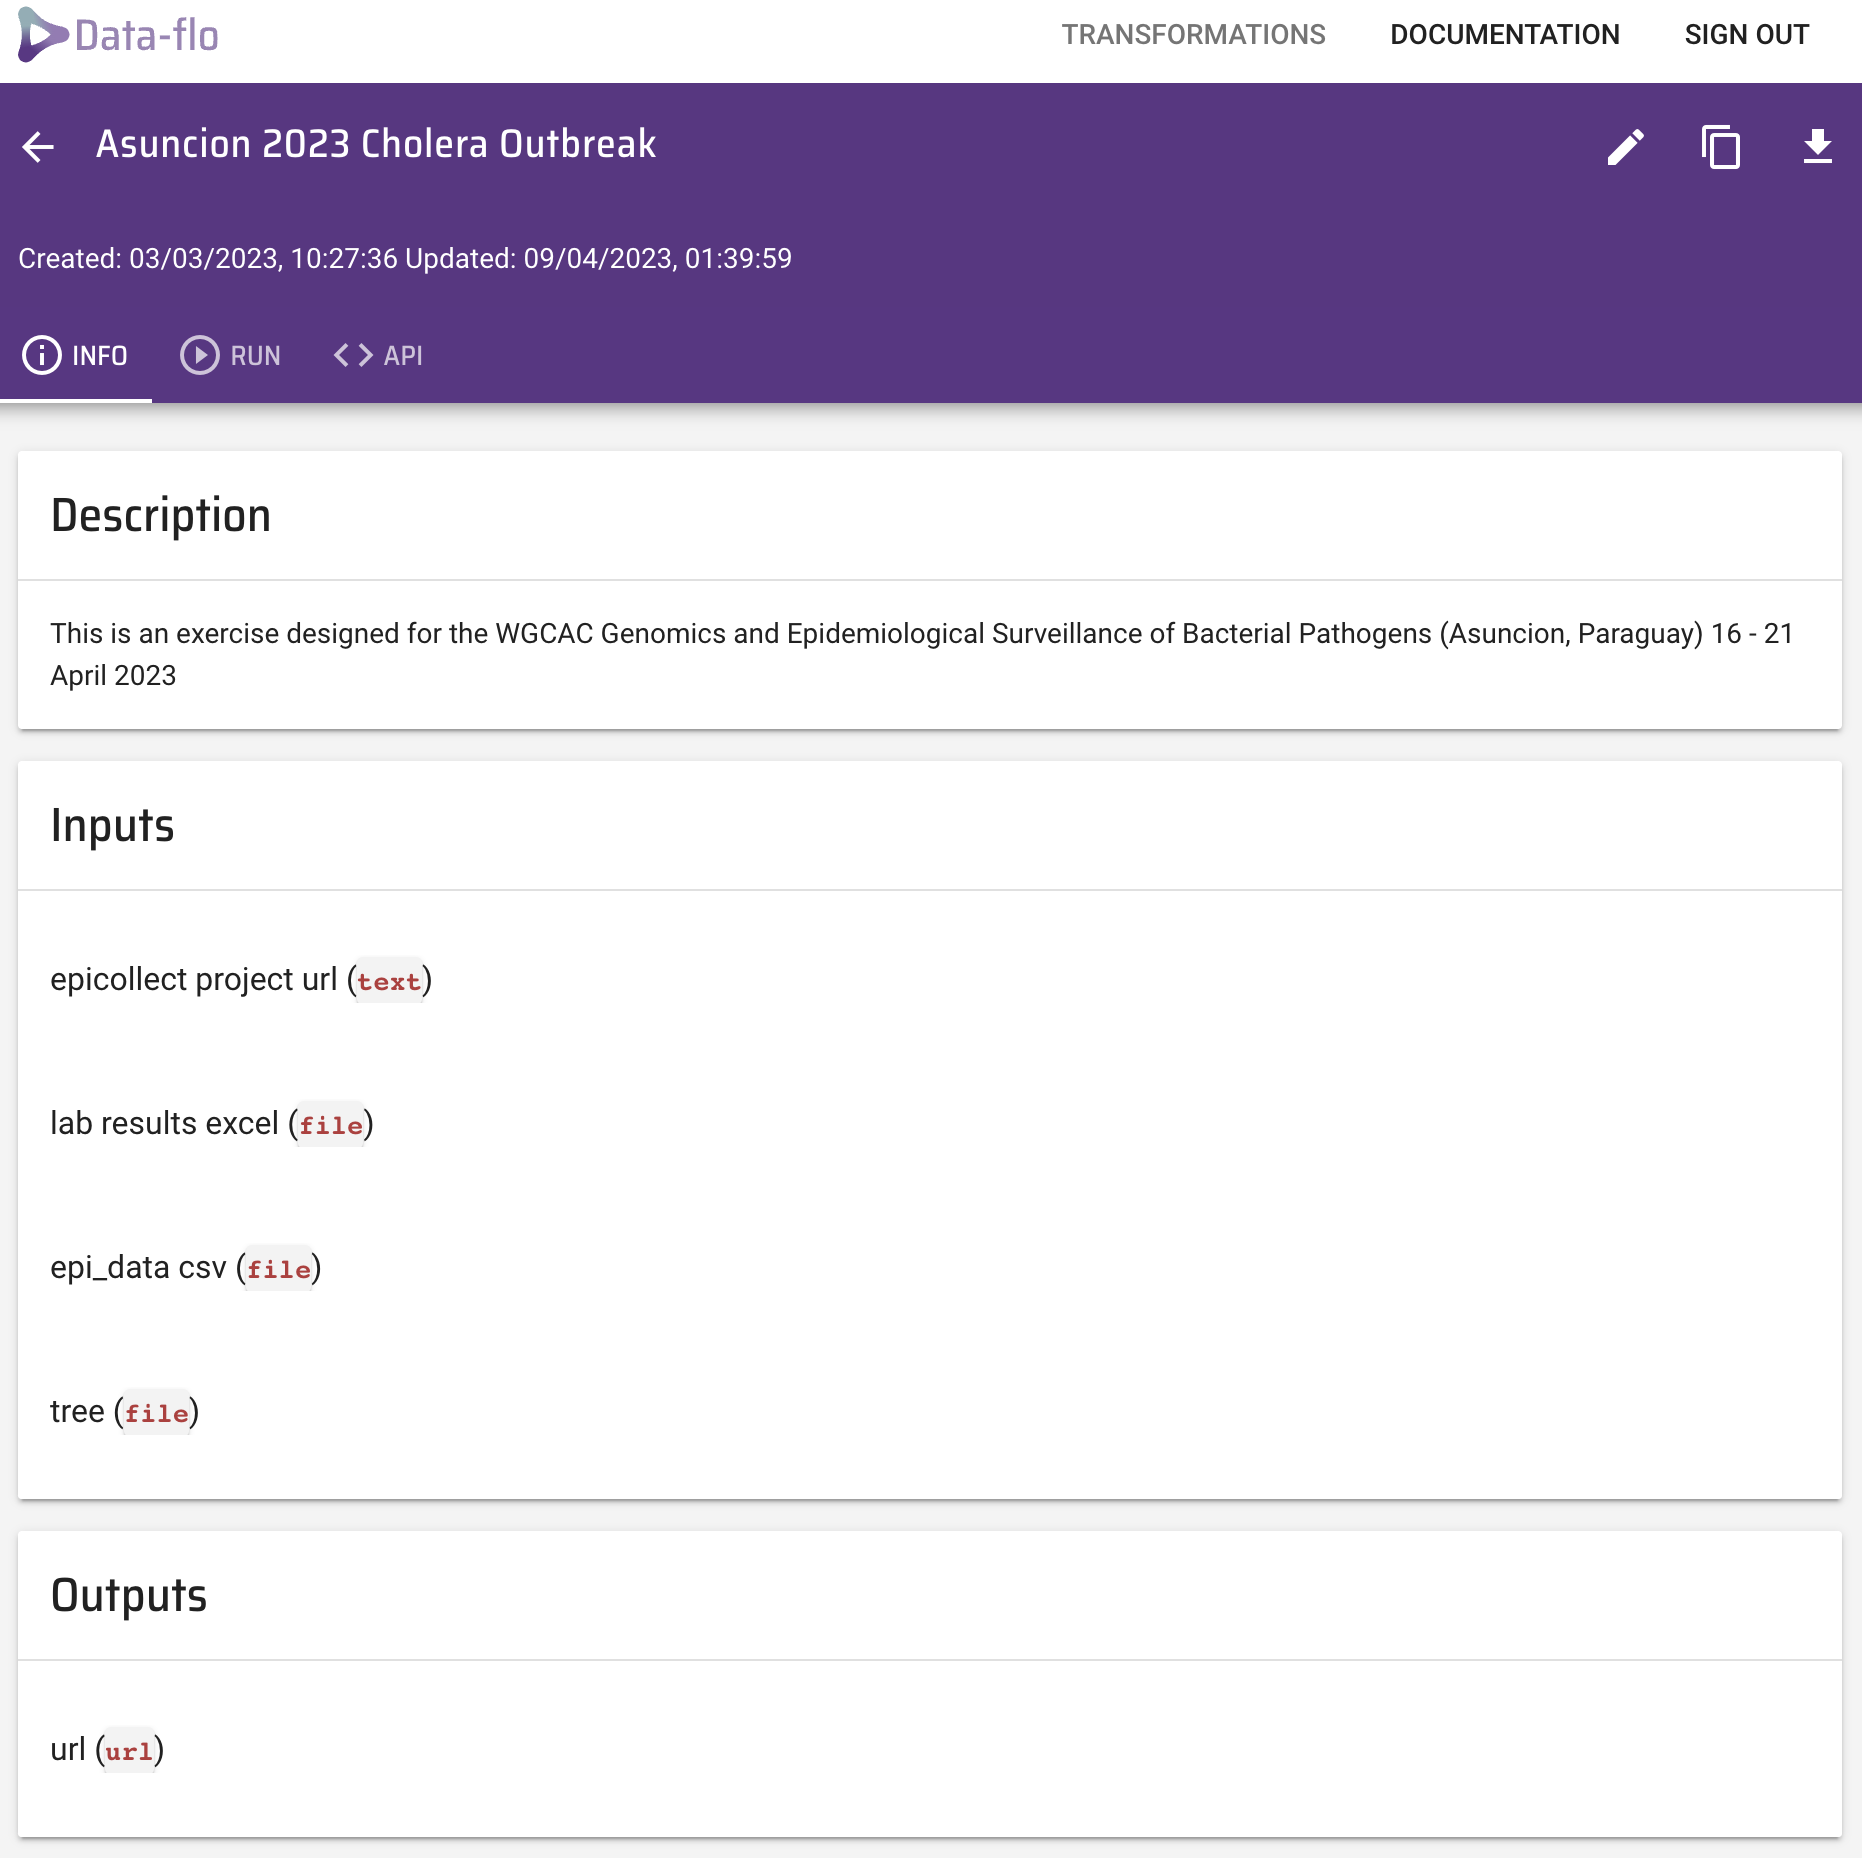 Data-flo
TRANSFORMATIONS
DOCUMENTATION
SIGN OUT
Asuncion 2023 Cholera Outbreak
Created: 03/03/2023, 10:27:36 Updated: 09/04/2023, 01:39:59
INFO
RUN
API
Description
This is an exercise designed for the WGCAC Genomics and Epidemiological Surveillance of Bacterial Pathogens (Asuncion, Paraguay) 16 - 21
April 2023
Inputs
epicollect project url (text)
lab results excel (file)
epi_data csv (file)
tree (file)
Outputs
url (url)